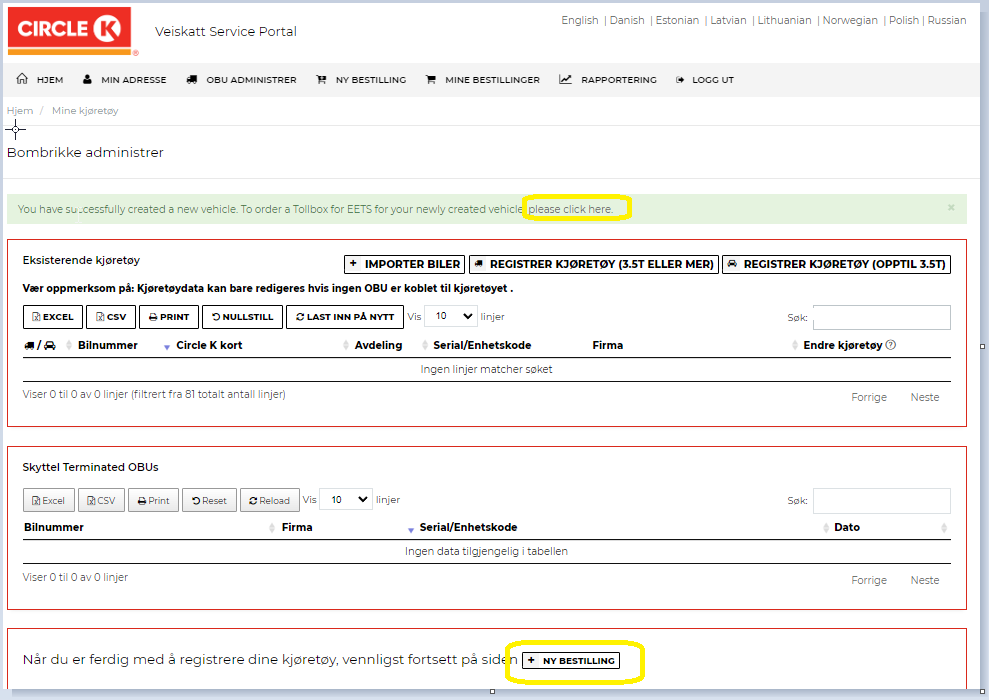 CIRCLE K
®
Veiskatt Service Portal
English | Danish | Estonian | Latvian | Lithuanian | Norwegian | Polish | Russian
HJEM MIN ADRESSE OBU ADMINISTRER NY BESTILLING MINE BESTILLINGER RAPPORTERING LOGG UT
Hjem / Mine kjøretøy
Bombrikke administrer
You have successfully created a new vehicle. To order a Tollbox for EETS for your newly created vehicle please click here. ×
Eksisterende kjøretøy
+ IMPORTER BILER REGISTRER KJØRETØY (3.5T ELLER MER) REGISTRER KJØRETØY (OPPTIL 3.5T)
Vær oppmerksom på: Kjøretøydata kan bare redigeres hvis ingen OBU er koblet til kjøretøyet .
EXCEL CSV PRINT NULLSTILL LAST INN PÅ NYTT Vis 10 linjer Søk:
/ Bilnummer Circle K kort Avdeling Serial/Enhetskode Firma Endre kjøretøy ?
Ingen linjer matcher søket
Viser 0 til 0 av 0 linjer (filtrert fra 81 totalt antall linjer)
Forrige Neste
Skyttel Terminated OBUs
Excel CSV Print Reset Reload Vis 10 linjer Søk:
Bilnummer Firma Serial/Enhetskode Dato
Ingen data tilgjengelig i tabellen
Viser 0 til 0 av 0 linjer
Forrige Neste
Når du er ferdig med å registrere dine kjøretøy, vennligst fortsett på siden + NY BESTILLING